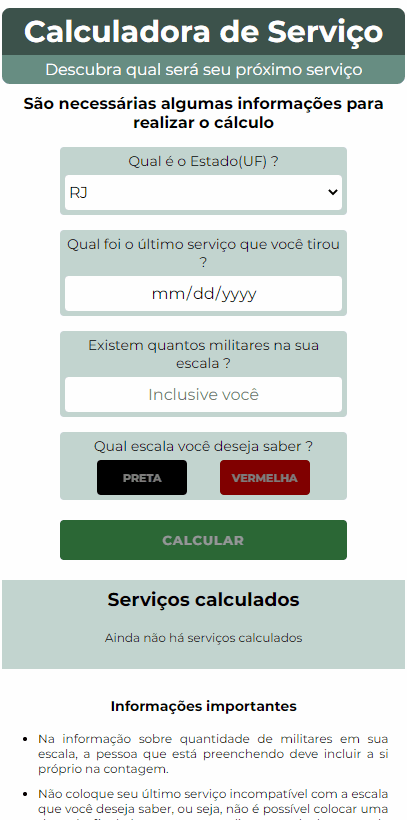 Calculadora de Serviço
Descubra qual será seu próximo serviço
São necessárias algumas informações para
realizar o cálculo
Qual é o Estado(UF) ?
RJ
Qual foi o último serviço que você tirou
?
mm/dd/yyyy
Existem quantos militares na sua
escala ?
Inclusive você
Qual escala você deseja saber ?
PRETA VERMELHA
CALCULAR
Serviços calculados
Ainda não há serviços calculados
Informações importantes
Na informação sobre quantidade de militares em sua
escala, a pessoa que está preenchendo deve incluir a si
próprio na contagem.
Não coloque seu último serviço incompatível com a escala
que você deseja saber, ou seja, não é possível colocar uma